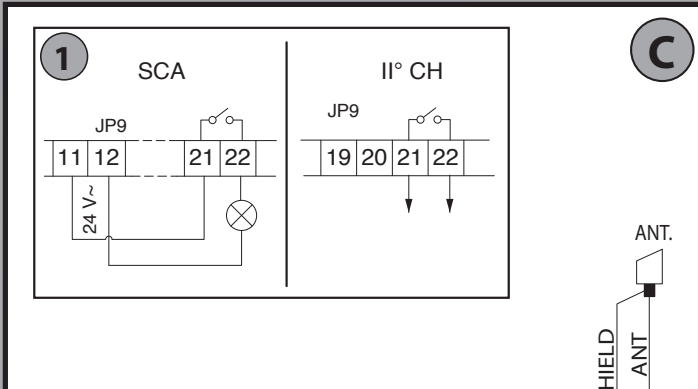 1
SCA
JP9
11 12 21 22
24 V~
II° CH
JP9
19 20 21 22
C
ANT.
HIELD
ANT